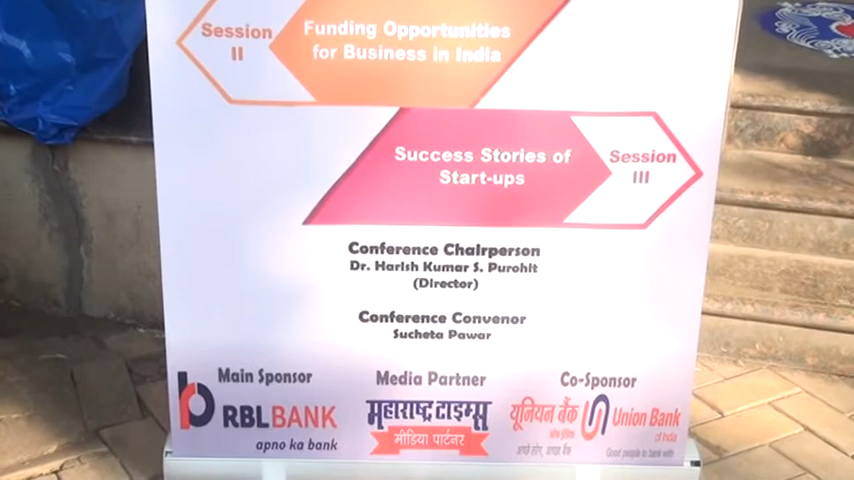 Session
II
Funding Opportunities
for Business in India
Success Stories of
Start-ups
Session
III
Conference Chairperson
Dr. Harish Kumar S. Purohit
(Director)
Conference Convenor
Sucheta Pawar
Main Sponsor
RBL BANK
apno ka bank
Media Partner
महाराष्ट्र टाइम्स
मीडिया पार्टनर
Co-Sponsor
यूनियन बैंक
Union Bank
of India
Good people to bank with